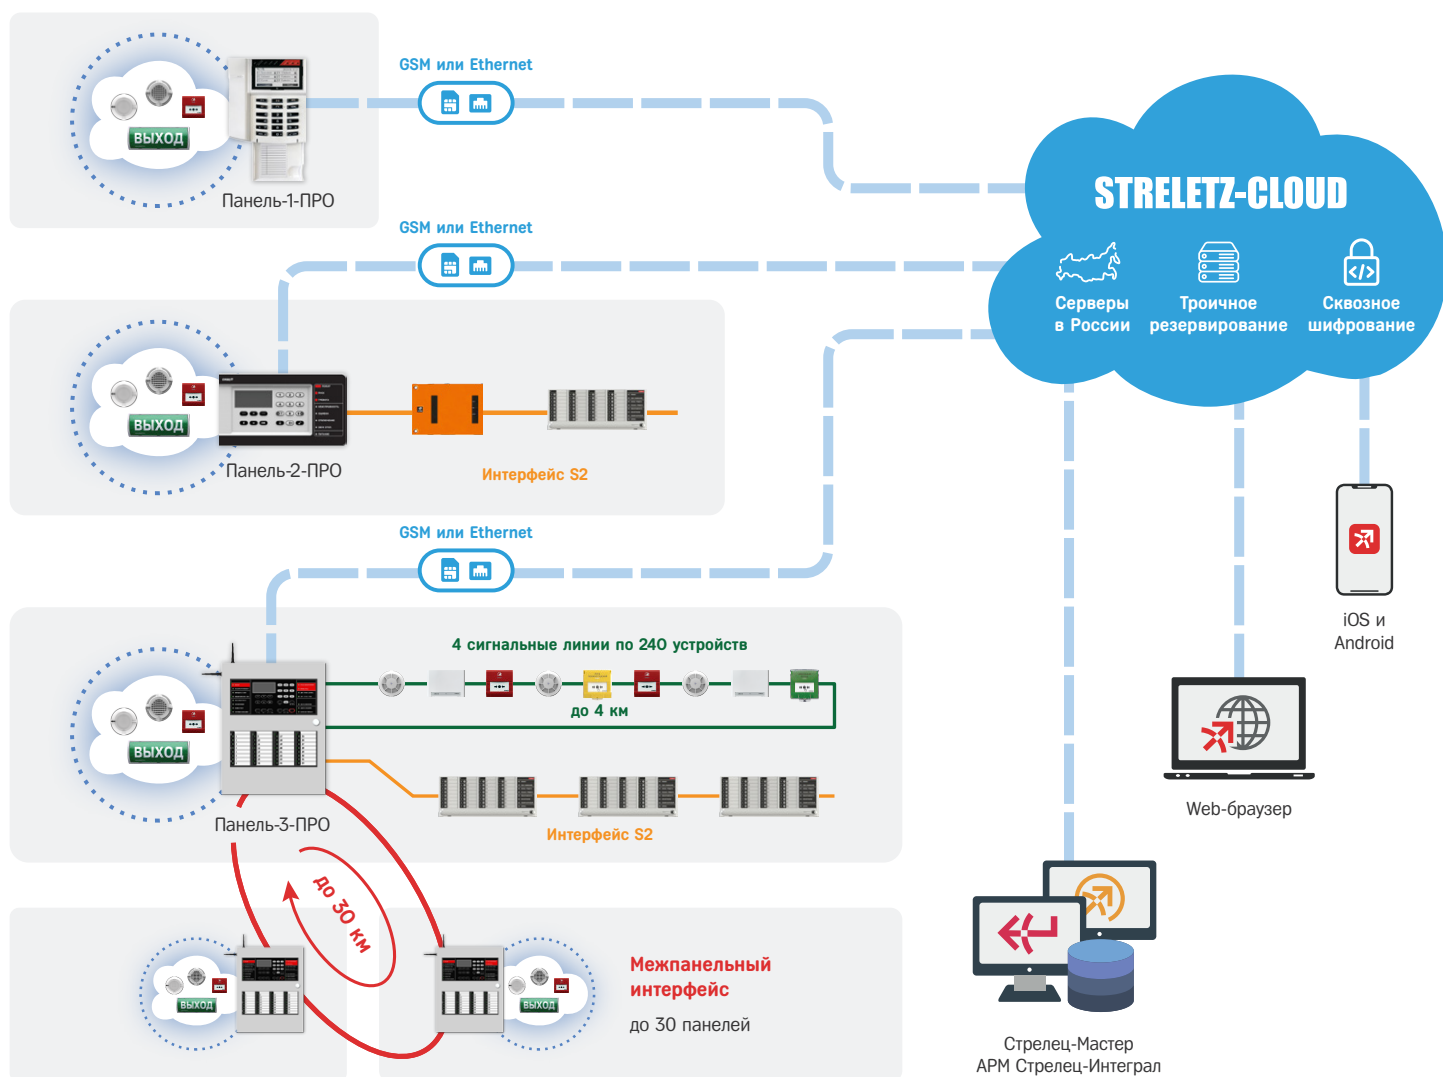 GSM или Ethernet
ВЫХОД
Панель-1-ПРО
GSM или Ethernet
STRELETZ-CLOUD
Серверы
в России
Троичное
резервирование
Сквозное
шифрование
ВЫХОД
Панель-2-ПРО
Интерфейс S2
GSM или Ethernet
iOS и
Android
4 сигнальные линии по 240 устройств
до 4 км
ВЫХОД
Панель-3-ПРО
Интерфейс S2
Web-браузер
до 30 км
ВЫХОД
ВЫХОД
Межпанельный
интерфейс
до 30 панелей
Стрелец-Мастер
АРМ Стрелец-Интеграл